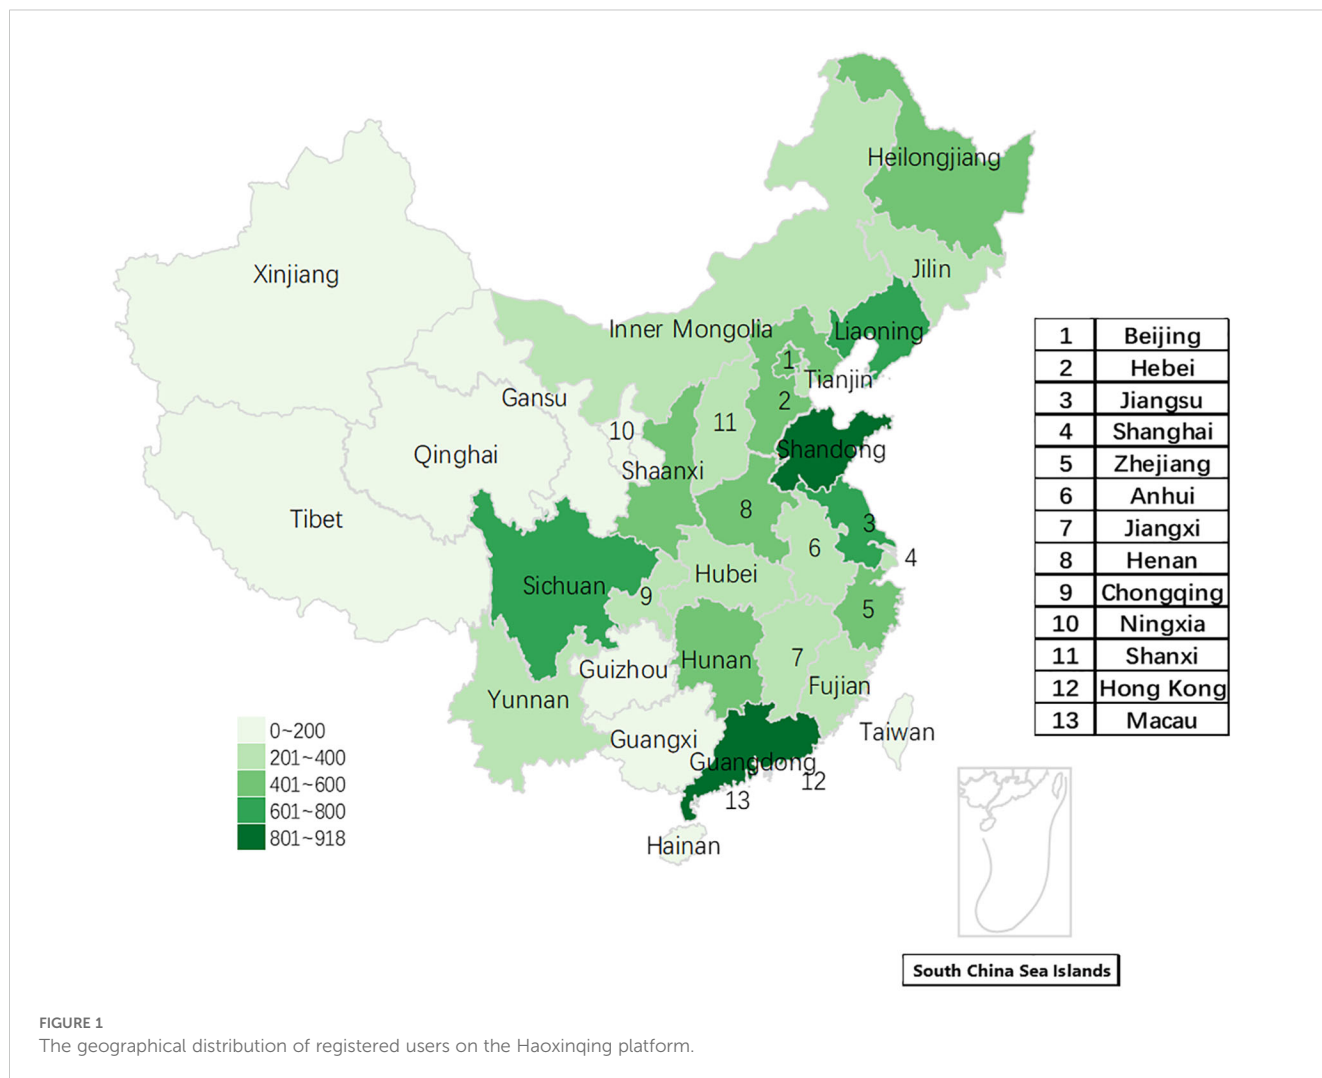 Heilongjiang
Xinjiang
Jilin
Inner Mongolia
Liaoning
1
Tianjin
Gansu
2
10
11
Qinghai
Shaanxi
Shandong
Tibet
8
3
6
4
Sichuan
Hubei
9
5
Guizhou
Hunan
7
Fujian
Yunnan
Guangxi
Taiwan
Guangdong
12
13
Hainan
0~200
201~400
401~600
601~800
801~918
1 Beijing
2 Hebei
3 Jiangsu
4 Shanghai
5 Zhejiang
6 Anhui
7 Jiangxi
8 Henan
9 Chongqing
10 Ningxia
11 Shanxi
12 Hong Kong
13 Macau
South China Sea Islands
FIGURE 1
The geographical distribution of registered users on the Haoxinqing platform.